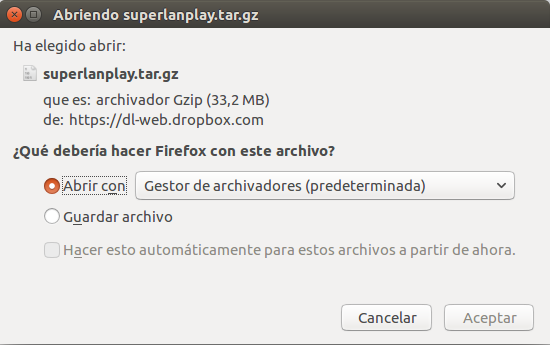 Abriendo superlanplay.tar.gz
Ha elegido abrir:
superlanplay.tar.gz
que es: archivador Gzip (33,2 MB)
de: https://dl-web.dropbox.com
¿Qué debería hacer Firefox con este archivo?
Abrir con Gestor de archivadores (predeterminada)
Guardar archivo
Hacer esto automáticamente para estos archivos a partir de ahora.
Cancelar Aceptar